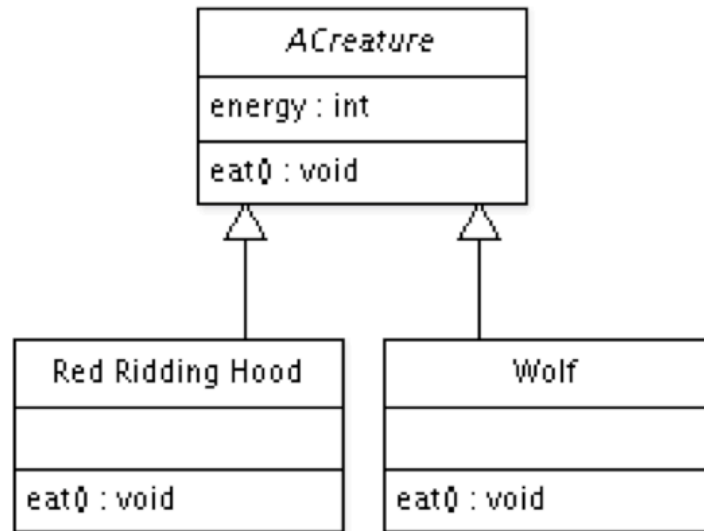 ACreature
energy : int
eat() : void
Red Ridding Hood
Wolf
eat() : void
eat() : void